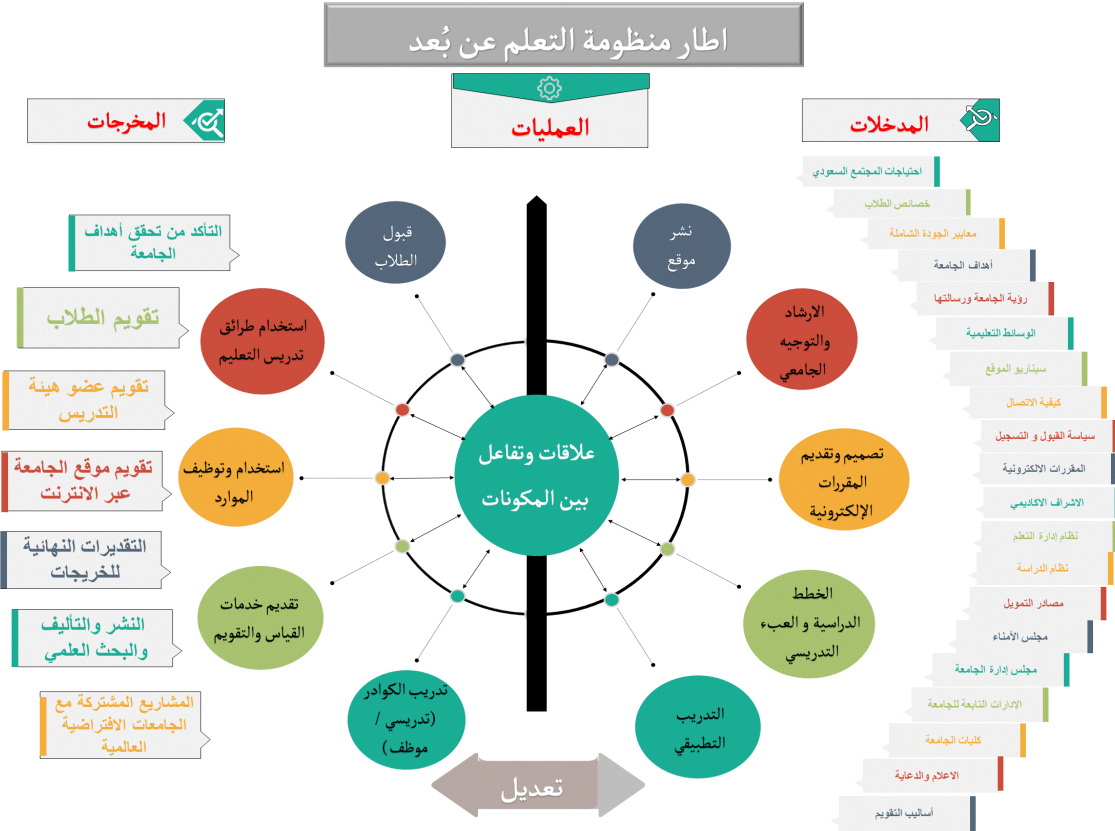 اطار منظومة التعلم عن بُعد
المدخلات
العمليات
المخرجات
احتياجات المجتمع السعودي
خصائص الطلاب
معايير الجودة الشاملة
أهداف الجامعة
رؤية الجامعة ورسالتها
الوسائط التعليمية
سيناريو الموقع
كيفية الاتصال
سياسة القبول و التسجيل
المقررات الالكترونية
الاشراف الاكاديمي
نظام إدارة التعلم
نظام الدراسة
مصادر التمويل
مجلس الأمناء
مجلس إدارة الجامعة
الإدارات التابعة للجامعة
كليات الجامعة
الاعلام والدعاية
أساليب التقويم
نشر
موقع
الارشاد
والتوجيه
الجامعي
تصميم وتقديم
المقررات
الإلكترونية
الخطط
الدراسية و العبء
التدريسي
التدريب
التطبيقي
علاقات وتفاعل
بين المكونات
قبول
الطلاب
استخدام طرائق
تدريس التعليم
استخدام وتوظيف
الموارد
تقديم خدمات
القياس والتقويم
تدريب الكوادر
(تدريسي /
موظف)
تعديل
التأكد من تحقق أهداف
الجامعة
تقويم الطلاب
تقويم عضو هيئة
التدريس
تقويم موقع الجامعة
عبر الانترنت
التقديرات النهائية
للخريجات
النشر والتأليف
والبحث العلمي
المشاريع المشتركة مع
الجامعات الافتراضية
العالمية